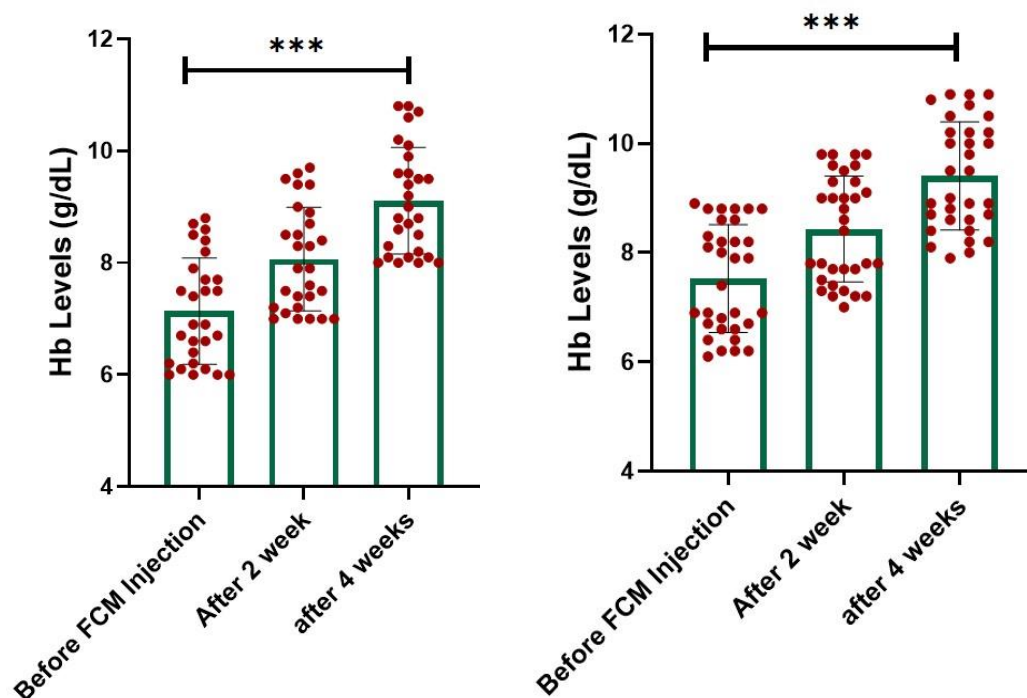 ***
12
10
8
6
4
Hb Levels (g/dL)
Before FCM Injection
After 2 week
after 4 weeks
***
12
10
8
6
4
Hb Levels (g/dL)
Before FCM Injection
After 2 week
after 4 weeks